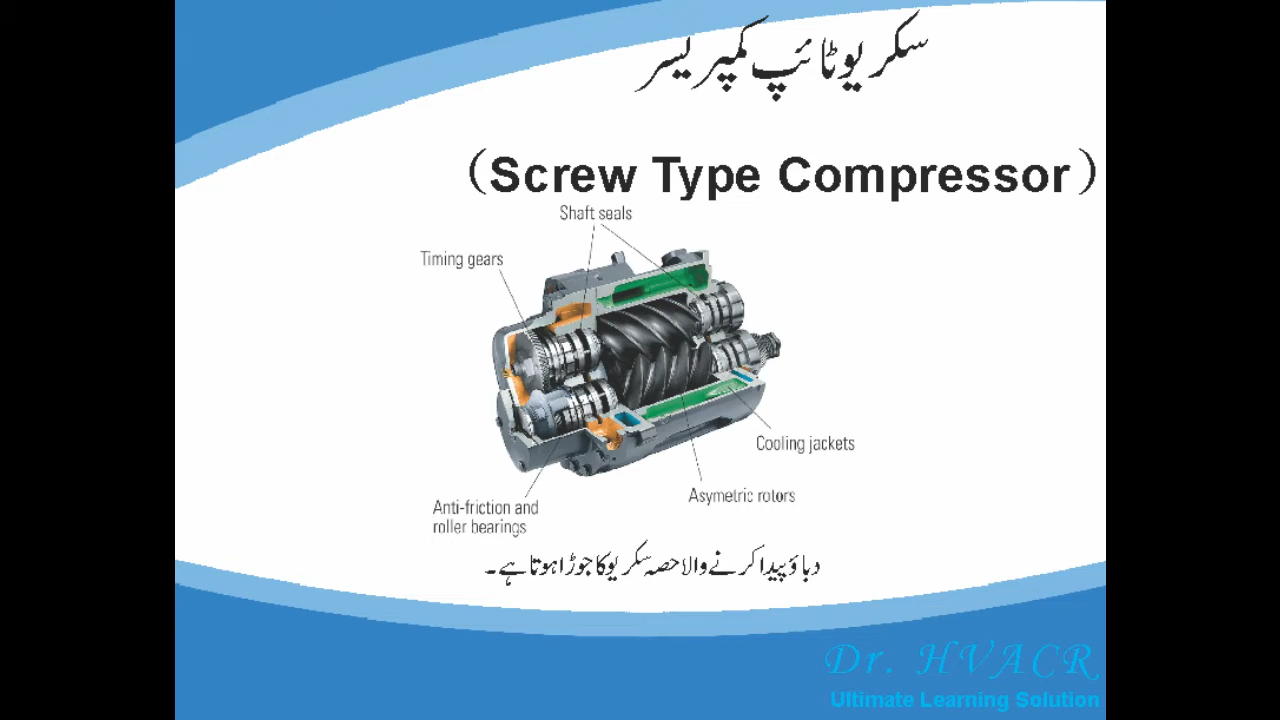 سکریو ٹائپ کمپریسر
(Screw Type Compressor)
Shaft seals
Timing gears
Cooling jackets
Asymetric rotors
Anti-friction and
roller bearings
دباؤ پیدا کرنے والا حصہ سکریو کا جوڑا ہوتا ہے۔
Dr. HVACR
Ultimate Learning Solution